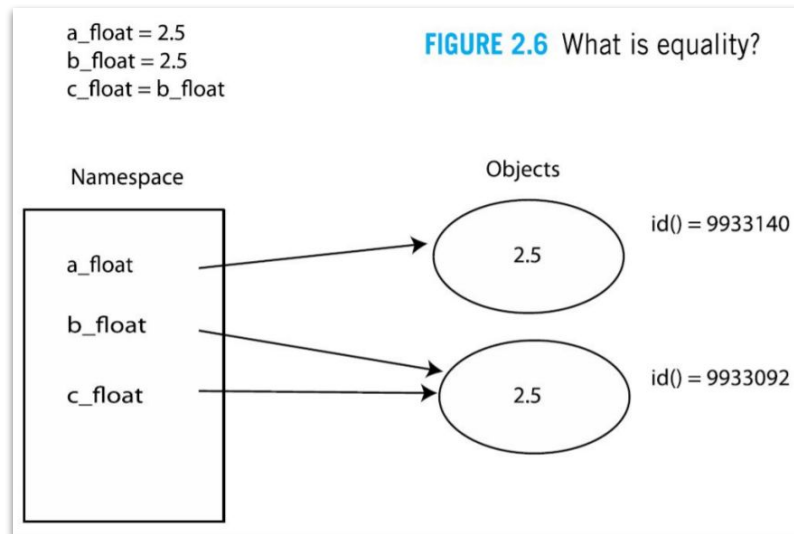 a_float = 2.5
b_float = 2.5
c_float = b_float
FIGURE 2.6 What is equality?
Namespace
Objects
a_float
2.5
id() = 9933140
b_float
c_float
2.5
id() = 9933092